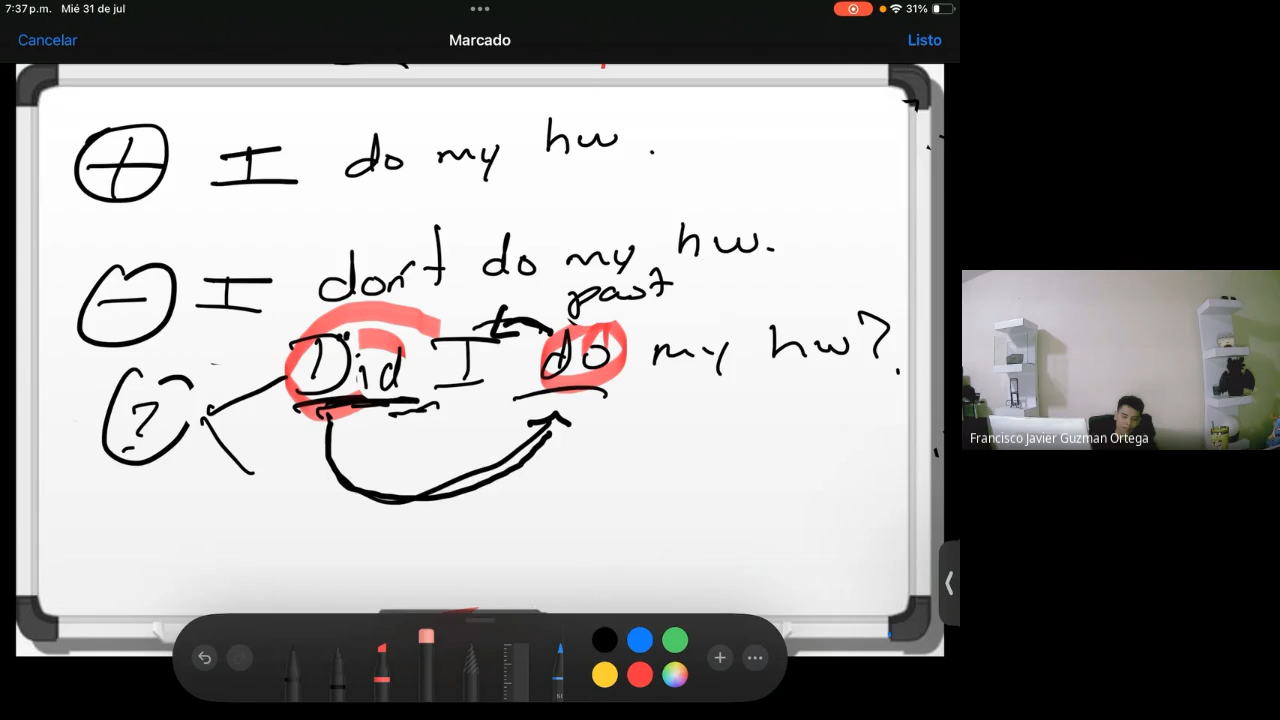 7:37 p.m. Mié 31 de jul
31%
Cancelar
Marcado
Listo
+ I do my hw.
- I don't do my hw.
past
? Did I do my hw?
Francisco Javier Guzman Ortega